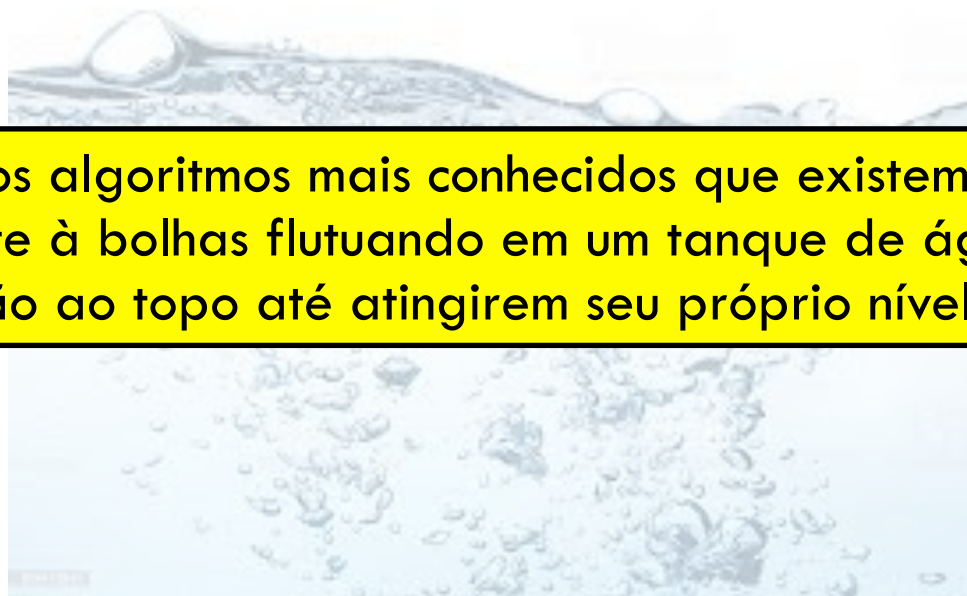 os algoritmos mais conhecidos que existem
te à bolhas flutuando em um tanque de ág
ão ao topo até atingirem seu próprio nível